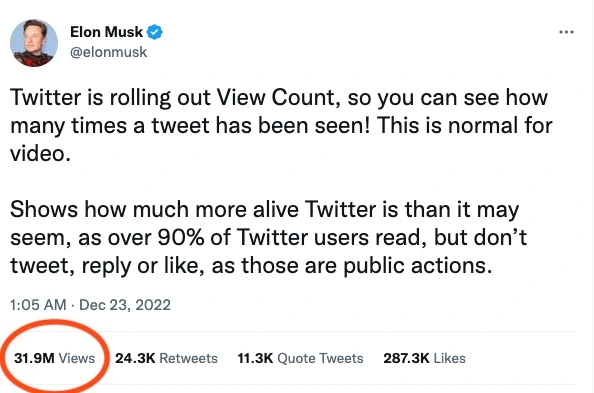 Elon Musk
@elonmusk
Twitter is rolling out View Count, so you can see how
many times a tweet has been seen! This is normal for
video.
Shows how much more alive Twitter is than it may
seem, as over 90% of Twitter users read, but don’t
tweet, reply or like, as those are public actions.
1:05 AM · Dec 23, 2022
31.9M Views 24.3K Retweets 11.3K Quote Tweets 287.3K Likes